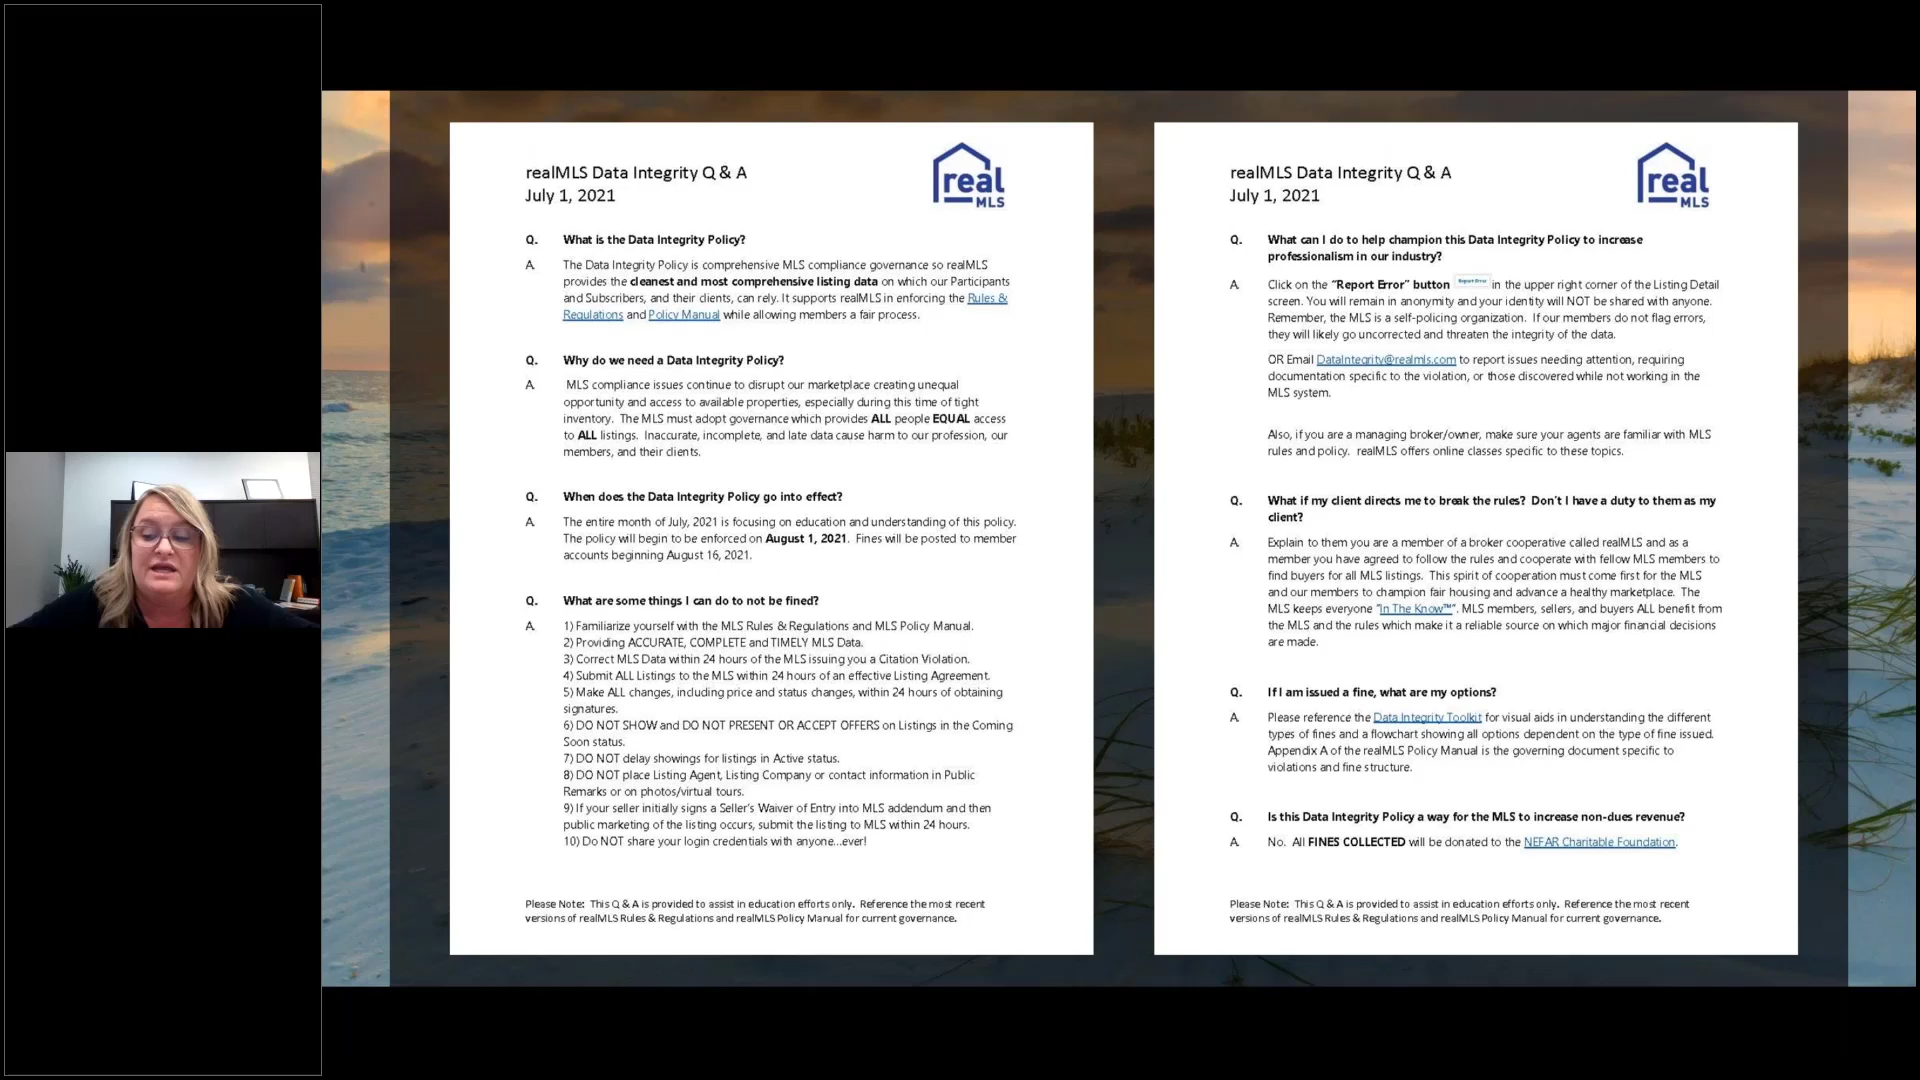 realMLS Data Integrity Q & A
July 1, 2021
real
MLS
Q. What is the Data Integrity Policy?
A. The Data Integrity Policy is comprehensive MLS compliance governance so realMLS
provides the cleanest and most comprehensive listing data on which our Participants
and Subscribers, and their clients, can rely. It supports realMLS in enforcing the Rules &
Regulations and Policy Manual while allowing members a fair process.
Q. Why do we need a Data Integrity Policy?
A. MLS compliance issues continue to disrupt our marketplace creating unequal
opportunity and access to available properties, especially during this time of tight
inventory. The MLS must adopt governance which provides ALL people EQUAL access
to ALL listings. Inaccurate, incomplete, and late data cause harm to our profession, our
members, and their clients.
Q. When does the Data Integrity Policy go into effect?
A. The entire month of July, 2021 is focusing on education and understanding of this policy.
The policy will begin to be enforced on August 1, 2021. Fines will be posted to member
accounts beginning August 16, 2021.
Q. What are some things I can do to not be fined?
A. 1) Familiarize yourself with the MLS Rules & Regulations and MLS Policy Manual.
2) Providing ACCURATE, COMPLETE and TIMELY MLS Data.
3) Correct MLS Data within 24 hours of the MLS issuing you a Citation Violation.
4) Submit ALL Listings to the MLS within 24 hours of an effective Listing Agreement.
5) Make ALL changes, including price and status changes, within 24 hours of obtaining
signatures.
6) DO NOT SHOW and DO NOT PRESENT OR ACCEPT OFFERS on Listings in the Coming
Soon status.
7) DO NOT delay showings for listings in Active status.
8) DO NOT place Listing Agent, Listing Company or contact information in Public
Remarks or on photos/virtual tours.
9) If your seller initially signs a Seller's Waiver of Entry into MLS addendum and then
public marketing of the listing occurs, submit the listing to MLS within 24 hours.
10) Do NOT share your login credentials with anyone...ever!
Please Note: This Q & A is provided to assist in education efforts only. Reference the most recent
versions of realMLS Rules & Regulations and realMLS Policy Manual for current governance.
realMLS Data Integrity Q & A
July 1, 2021
real
MLS
Q. What can I do to help champion this Data Integrity Policy to increase
professionalism in our industry?
A. Click on the "Report Error" button Report Error in the upper right corner of the Listing Detail
screen. You will remain in anonymity and your identity will NOT be shared with anyone.
Remember, the MLS is a self-policing organization. If our members do not flag errors,
they will likely go uncorrected and threaten the integrity of the data.
OR Email DataIntegrity@realmls.com to report issues needing attention, requiring
documentation specific to the violation, or those discovered while not working in the
MLS system.
Also, if you are a managing broker/owner, make sure your agents are familiar with MLS
rules and policy. realMLS offers online classes specific to these topics.
Q. What if my client directs me to break the rules? Don't I have a duty to them as my
client?
A. Explain to them you are a member of a broker cooperative called realMLS and as a
member you have agreed to follow the rules and cooperate with fellow MLS members to
find buyers for all MLS listings. This spirit of cooperation must come first for the MLS
and our members to champion fair housing and advance a healthy marketplace. The
MLS keeps everyone "In The Know™". MLS members, sellers, and buyers ALL benefit from
the MLS and the rules which make it a reliable source on which major financial decisions
are made.
Q. If I am issued a fine, what are my options?
A. Please reference the Data Integrity Toolkit for visual aids in understanding the different
types of fines and a flowchart showing all options dependent on the type of fine issued.
Appendix A of the realMLS Policy Manual is the governing document specific to
violations and fine structure.
Q. Is this Data Integrity Policy a way for the MLS to increase non-dues revenue?
A. No. All FINES COLLECTED will be donated to the NEFAR Charitable Foundation.
Please Note: This Q & A is provided to assist in education efforts only. Reference the most recent
versions of realMLS Rules & Regulations and realMLS Policy Manual for current governance.